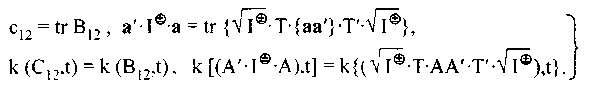 c₁₂ = tr B₁₂ , a′·I^⊕·a = tr {√I^⊕·T·{aa′}·T′·√I^⊕},
k (C₁₂,t) = k (B₁₂,t) , k [(A′·I^⊕·A),t] = k{(√I^⊕·T·AA′·T′·√I^⊕),t}. }